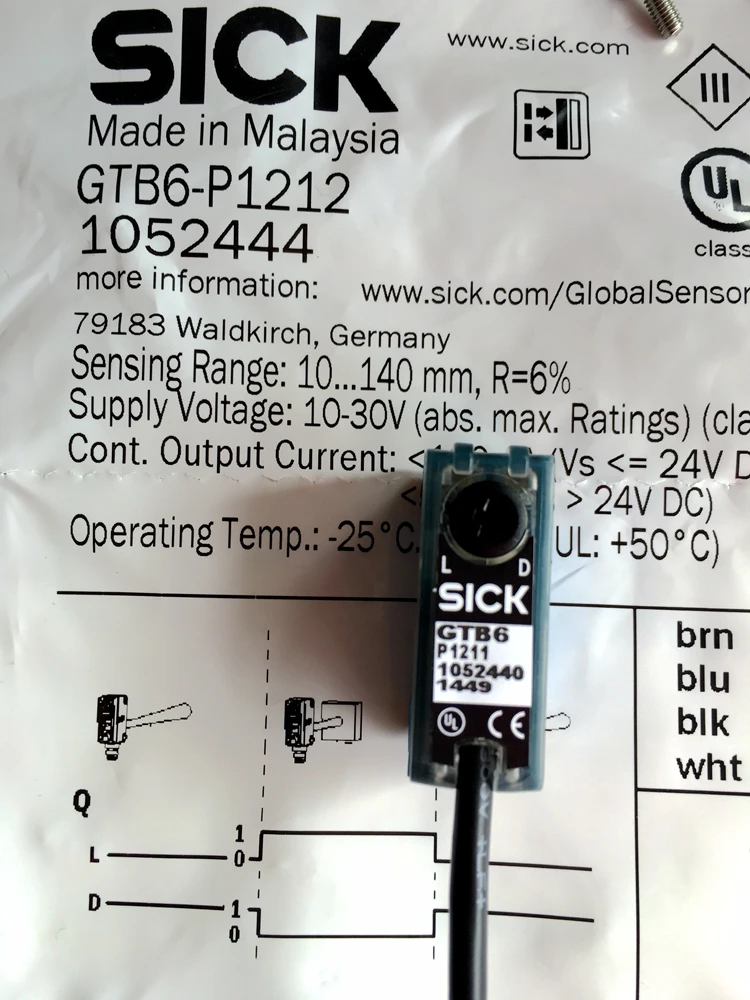 SICK
www.sick.com
Made in Malaysia
III
GTB6-P1212
UL
1052444
class
more information: www.sick.com/GlobalSensor
79183 Waldkirch, Germany
Sensing Range: 10...140 mm, R=6%
Supply Voltage: 10-30V (abs. max. Ratings) (cla
Cont. Output Current: < (Vs <= 24V D
< > 24V DC)
Operating Temp.: -25°C. UL: +50°C)
L D
SICK
GTB6
P1211
1052440
1449
UL CE
brn
blu
blk
wht
Q
L 1
0
D 1
0